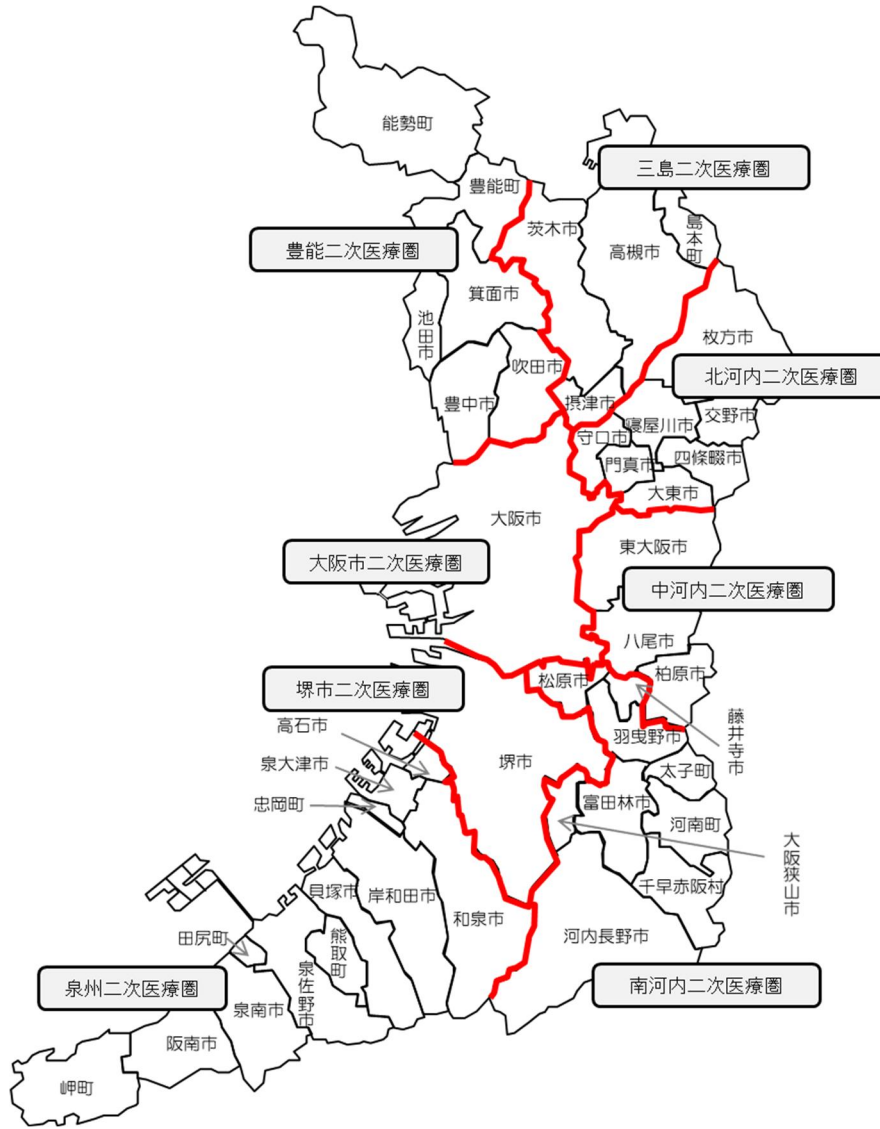 能勢町
三島二次医療圏
豊能町
茨木市
島本町
高槻市
豊能二次医療圏
箕面市
池田市
枚方市
吹田市
北河内二次医療圏
豊中市
摂津市
交野市
寝屋川市
守口市
門真市
四條畷市
大東市
大阪市
東大阪市
大阪市二次医療圏
中河内二次医療圏
八尾市
柏原市
松原市
堺市二次医療圏
藤井寺市
高石市
羽曳野市
堺市
泉大津市
太子町
忠岡町
富田林市
河南町
大阪狭山市
千早赤阪村
貝塚市
岸和田市
和泉市
河内長野市
田尻町
熊取町
泉佐野市
泉州二次医療圏
南河内二次医療圏
泉南市
阪南市
岬町